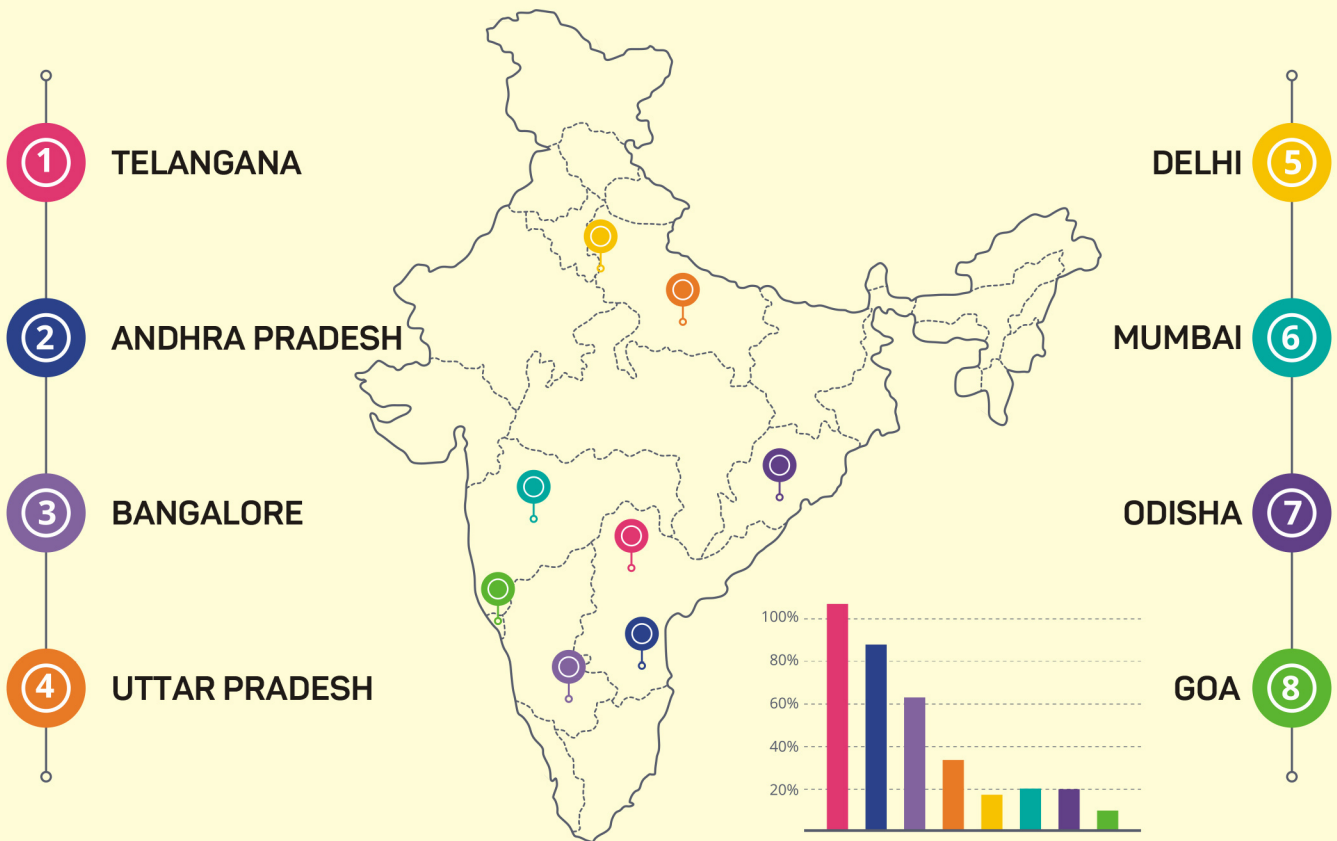 1 TELANGANA
2 ANDHRA PRADESH
3 BANGALORE
4 UTTAR PRADESH
DELHI 5
MUMBAI 6
ODISHA 7
GOA 8
100%
80%
60%
40%
20%